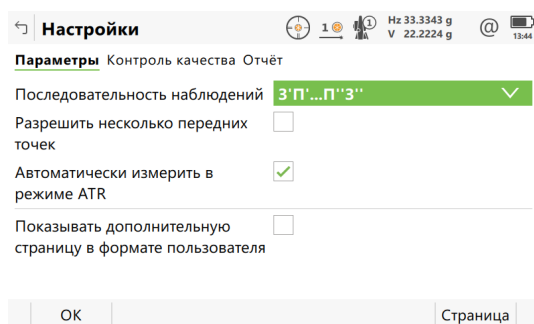 Настройки
1
1
Hz 33.3343 g
V 22.2224 g
@
13:44
Параметры Контроль качества Отчёт
Последовательность наблюдений З'П'...П''З''
Разрешить несколько передних
точек
Автоматически измерить в
режиме ATR
Показывать дополнительную
страницу в формате пользователя
OK Страница